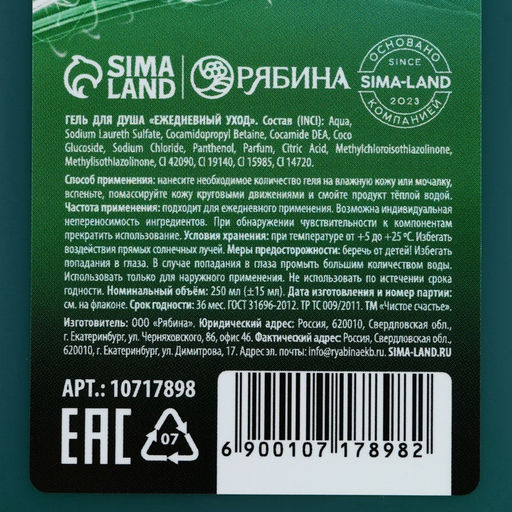 SIMA
LAND
РЯБИНА
ОСНОВАНО
SINCE
SIMA-LAND
2023
КОМПАНИЕЙ
ГЕЛЬ ДЛЯ ДУША «ЕЖЕДНЕВНЫЙ УХОД». Состав (INCI): Aqua,
Sodium Laureth Sulfate, Cocamidopropyl Betaine, Cocamide DEA, Coco
Glucoside, Sodium Chloride, Panthenol, Parfum, Citric Acid, Methylchloroisothiazolinone,
Methylisothiazolinone, CI 42090, CI 19140, CI 15985, CI 14720.
Способ применения: нанесите необходимое количество геля на влажную кожу или мочалку,
вспеньте, помассируйте кожу круговыми движениями и смойте продукт тёплой водой.
Частота применения: подходит для ежедневного применения. Возможна индивидуальная
непереносимость ингредиентов. При обнаружении чувствительности к компонентам
прекратить использование. Условия хранения: при температуре от +5 до +25 °С. Избегать
воздействия прямых солнечных лучей. Меры предосторожности: беречь от детей! Избегать
попадания в глаза. В случае попадания в глаза промыть большим количеством воды.
Использовать только для наружного применения. Не использовать по истечении срока
годности. Номинальный объём: 250 мл (±15 мл). Дата изготовления и номер партии:
см. на флаконе. Срок годности: 36 мес. ГОСТ 31696-2012. ТР ТС 009/2011. ТМ «Чистое счастье».
Изготовитель: ООО «Рябина». Юридический адрес: Россия, 620010, Свердловская обл.,
г. Екатеринбург, ул. Черняховского, 86, офис 46. Фактический адрес: Россия, Свердловская обл.,
620010, г. Екатеринбург, ул. Димитрова, 17. Адрес эл. почты: info@ryabinaekb.ru. SIMA-LAND.RU
АРТ.: 10717898
EAC
07
6 900107 178982